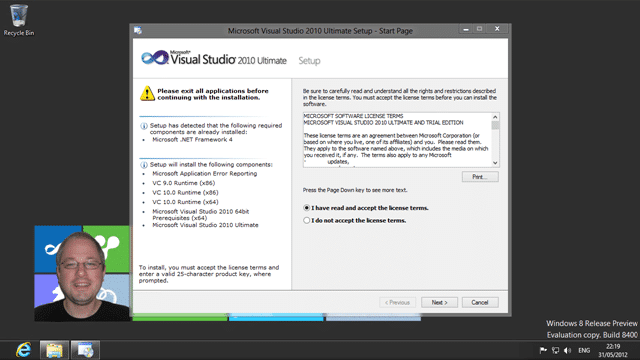 Recycle Bin
Microsoft Visual Studio 2010 Ultimate Setup - Start Page
Microsoft®
Visual Studio 2010 Ultimate Setup
Please exit all applications before
continuing with the installation.
Setup has detected that the following required
components are already installed:
Microsoft .NET Framework 4
Setup will install the following components:
Microsoft Application Error Reporting
VC 9.0 Runtime (x86)
VC 10.0 Runtime (x86)
VC 10.0 Runtime (x64)
Microsoft Visual Studio 2010 64bit
Prerequisites (x64)
Microsoft Visual Studio 2010 Ultimate
To install, you must accept the license terms and
enter a valid 25-character product key, where
prompted.
Be sure to carefully read and understand all the rights and restrictions described
in the license terms. You must accept the license terms before you can install the
software.
MICROSOFT SOFTWARE LICENSE TERMS
MICROSOFT VISUAL STUDIO 2010 ULTIMATE AND TRIAL EDITION
These license terms are an agreement between Microsoft Corporation (or
based on where you live, one of its affiliates) and you. Please read them.
They apply to the software named above, which includes the media on which
you received it, if any. The terms also apply to any Microsoft
· updates,
Print...
Press the Page Down key to see more text.
I have read and accept the license terms.
I do not accept the license terms.
< Previous
Next >
Cancel
Windows 8 Release Preview
Evaluation copy. Build 8400
ENG
22:19
31/05/2012